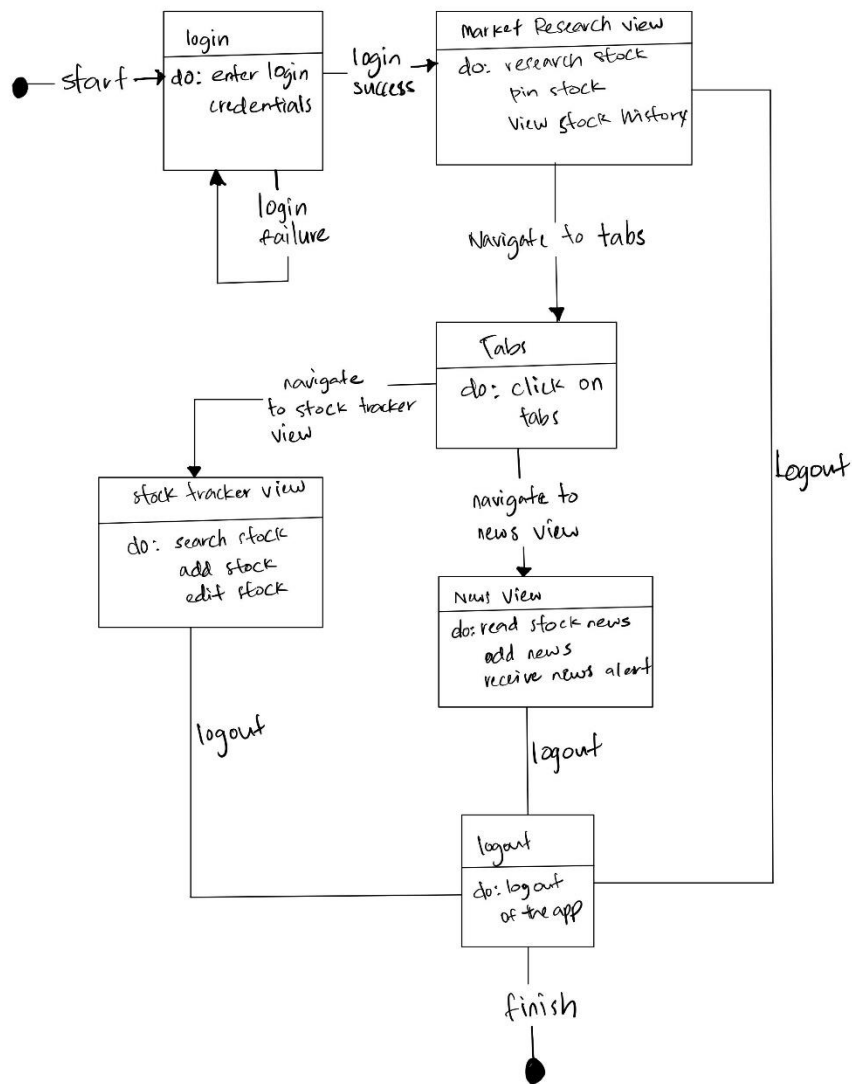 login
do: enter login
credentials
start
login
success
Market Research view
do: research stock
pin stock
View stock history
login
failure
Navigate to tabs
Tabs
do: click on
tabs
navigate
to stock tracker
view
Logout
stock tracker view
do: search stock
add stock
edit stock
navigate to
news view
News View
do: read stock news
add news
receive news alert
logout
logout
logout
do: logout
of the app
finish